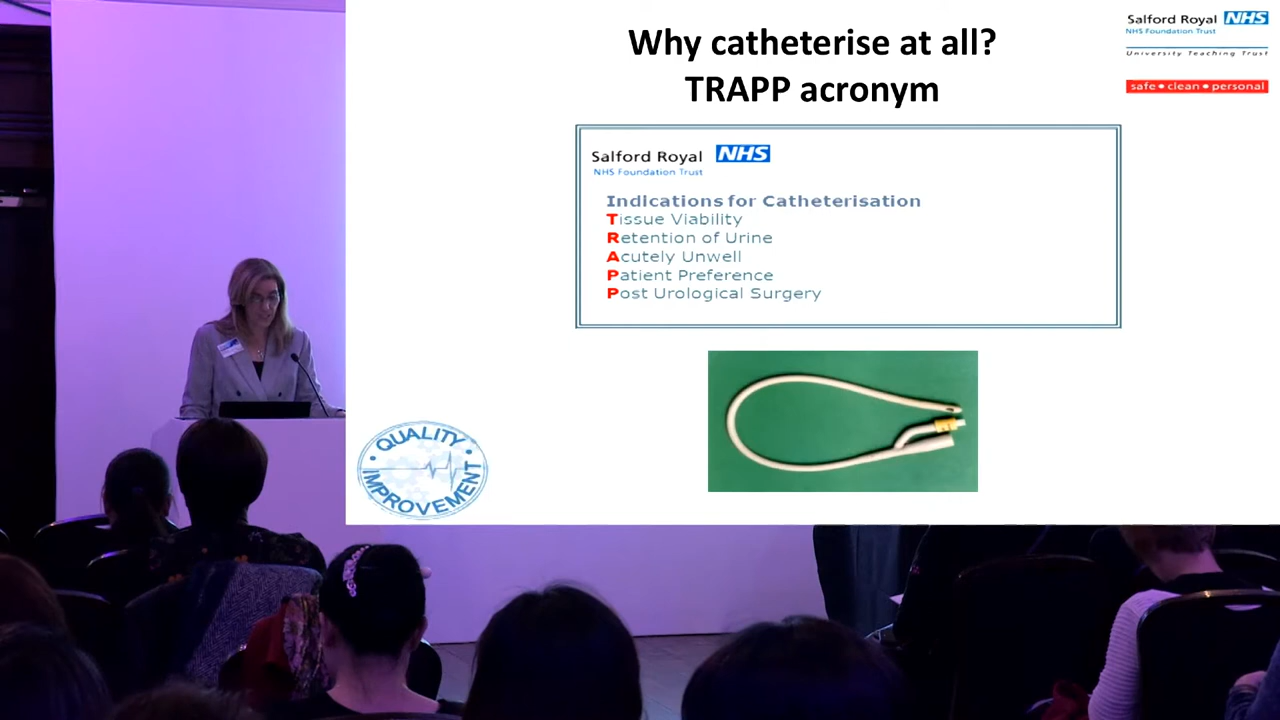 Why catheterise at all?
TRAPP acronym
Salford Royal NHS
NHS Foundation Trust
University Teaching Trust
safe • clean • personal
Salford Royal NHS
NHS Foundation Trust
Indications for Catheterisation
Tissue Viability
Retention of Urine
Acutely Unwell
Patient Preference
Post Urological Surgery
QUALITY
IMPROVEMENT